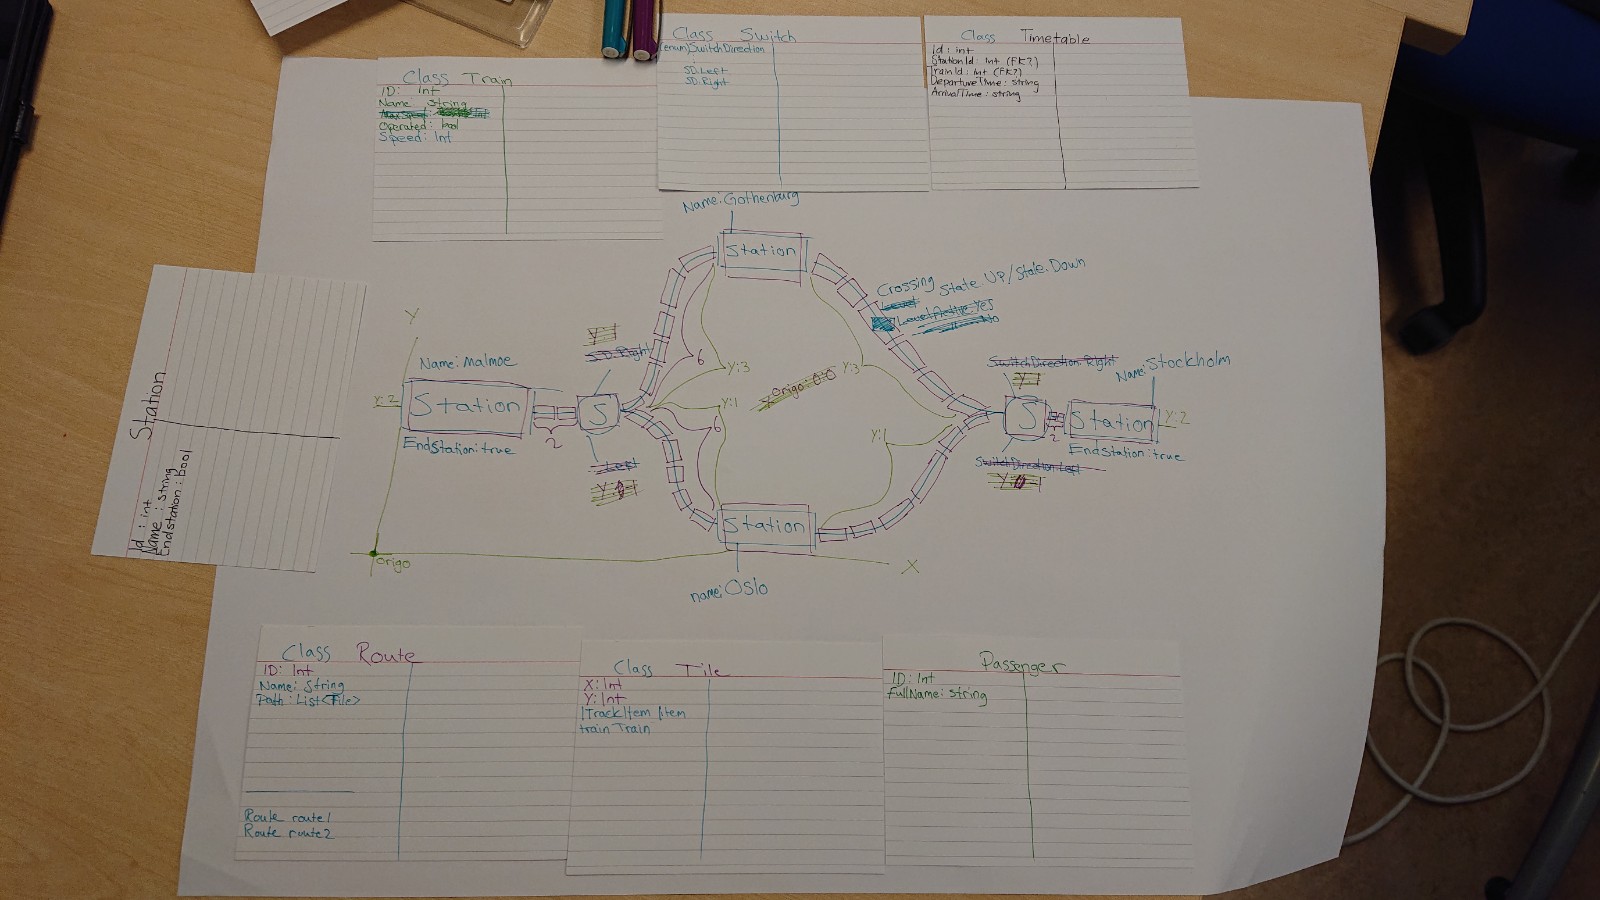 Class Train
ID: Int
Name String
Operated: bool
Speed: Int
Class Switch
(enum)SwitchDirection
SD.Left
SD.Right
Class Timetable
Id: int
StationId: Int (FK?)
TrainId: Int (FK?)
DepartureTime: string
ArrivalTime: string
Station
Id: int
Name: String
Endstation: bool
Name: Gothenburg
Station
Crossing State UP/State.Down
Level
LevelActive Yes
No
Y
Y
S.D.Right
Name: Malmoe
Y:2
Station
EndStation: true
2
S
Left
6
Y:3
Y:1
6
Origo: 0:0
Y:3
Y:1
SwitchDirection Right
Y
Name: Stockholm
S
2
Station
Y:2
EndStation: true
SwitchDirection Left
Station
name: Oslo
Origo
X
Class Route
ID: Int
Name: String
Path: List<Tile>
Route route1
Route route2
Class Tile
X: Int
Y: Int
ITrackItem Item
train Train
Passenger
ID: Int
FullName: string